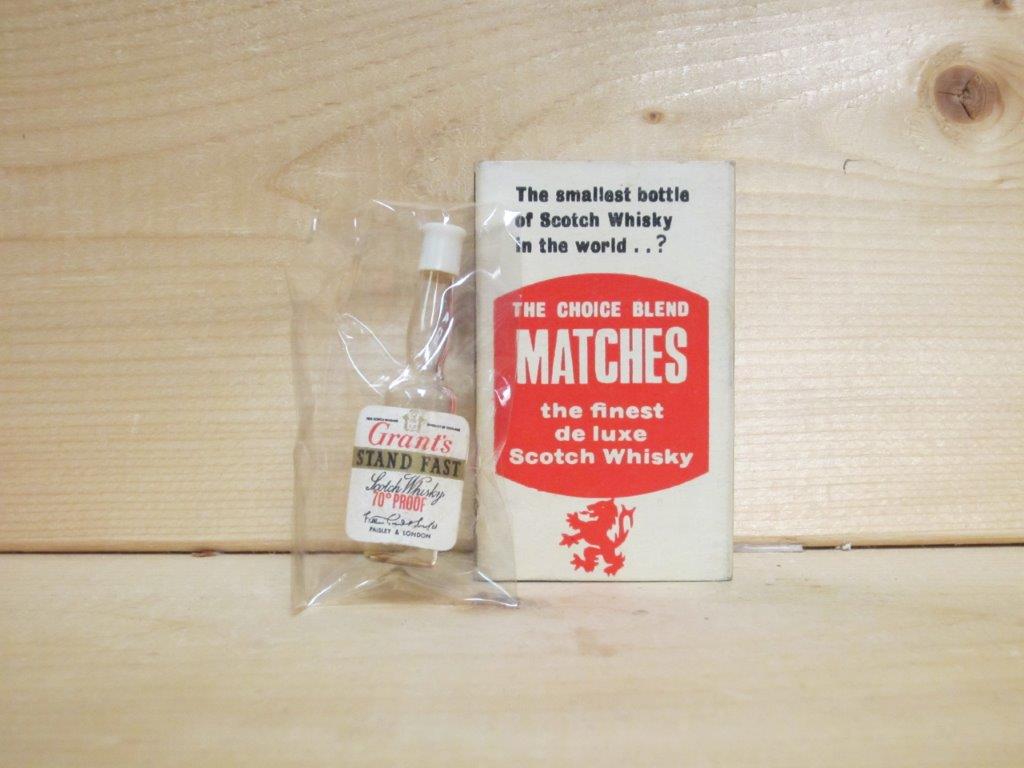 Grant's
STAND FAST
Scotch Whisky
70° PROOF
PAISLEY & LONDON
The smallest bottle
of Scotch Whisky
in the world . . ?
THE CHOICE BLEND
MATCHES
the finest
de luxe
Scotch Whisky